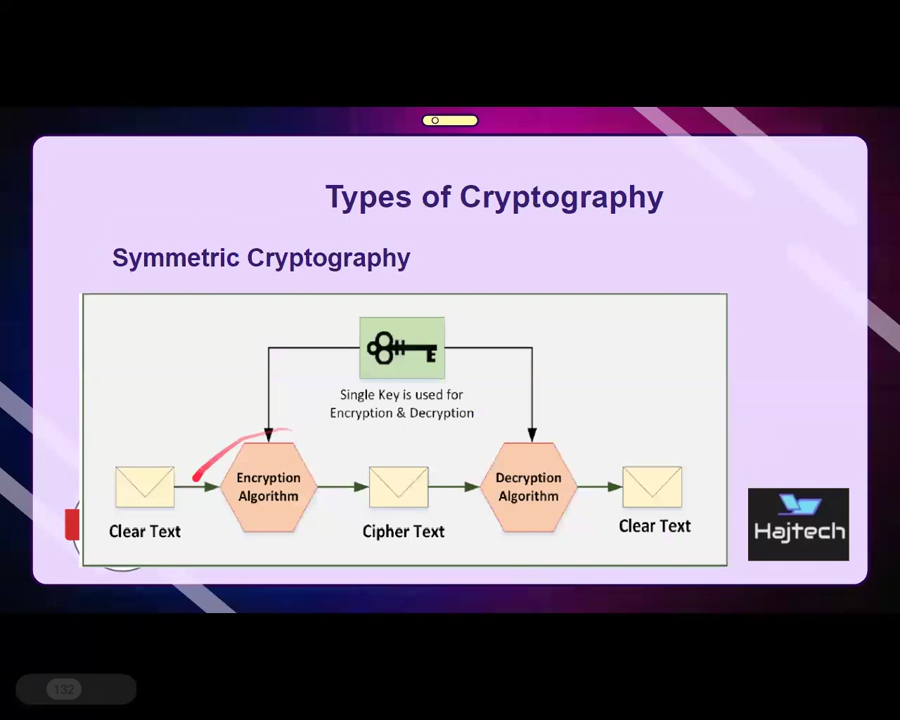 Types of Cryptography
Symmetric Cryptography
Single Key is used for
Encryption & Decryption
Encryption
Algorithm
Decryption
Algorithm
Clear Text
Cipher Text
Clear Text
Hajtech
132